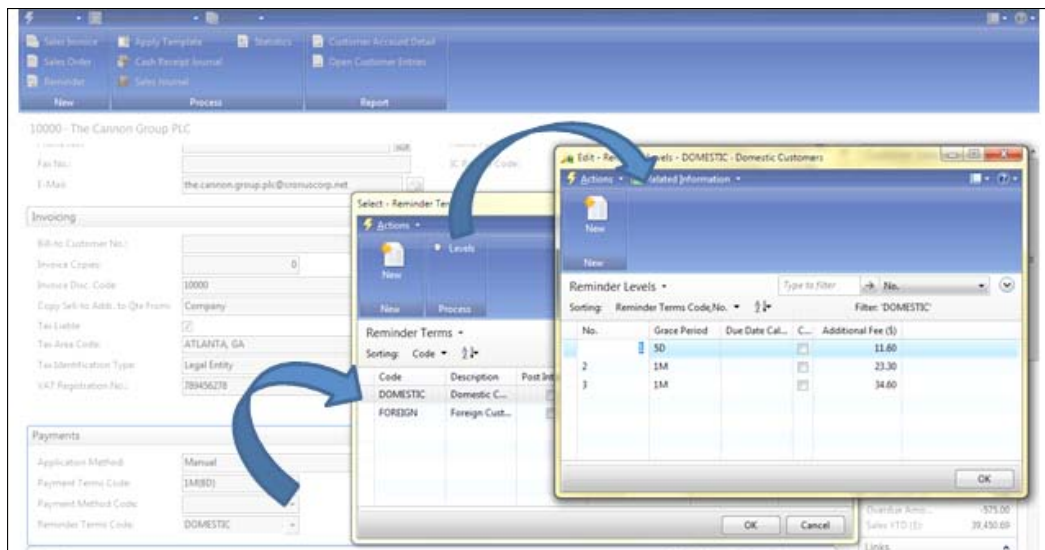 Sales Invoice
Apply Template
Statistics
Customer Account Detail
Sales Order
Cash Receipt Journal
Open Customer Entries
Reminder
Sales Journal
New
Process
Report
10000 - The Cannon Group PLC
Fax No.:
E-Mail:
the.cannon.group.plc@cronuscorp.net
Invoicing
Bill-to Customer No.:
Invoice Copies:
0
Invoice Disc. Code:
10000
Copy Sell-to Addr. to Qte From:
Company
Tax Liable:
Tax Area Code:
ATLANTA, GA
Tax Identification Type:
Legal Entity
VAT Registration No.:
789456278
Payments
Application Method:
Manual
Payment Terms Code:
1M(8D)
Payment Method Code:
Reminder Terms Code:
DOMESTIC
Select - Reminder
Actions
Levels
New
New
Process
Reminder Terms
Sorting: Code
Code
Description
DOMESTIC
Domestic C...
FOREIGN
Foreign Cust...
OK
Cancel
DOMESTIC - Domestic Customers
Actions
Related Information
New
New
Reminder Levels
Type to filter
No.
Sorting: Reminder Terms Code,No.
Filter: 'DOMESTIC'
No.
Grace Period
Due Date Cal...
C...
Additional Fee ($)
1 5D 11.60
2 1M 23.30
3 1M 34.60
OK
-575.00
Sales YTD ($):
39,450.69
Links